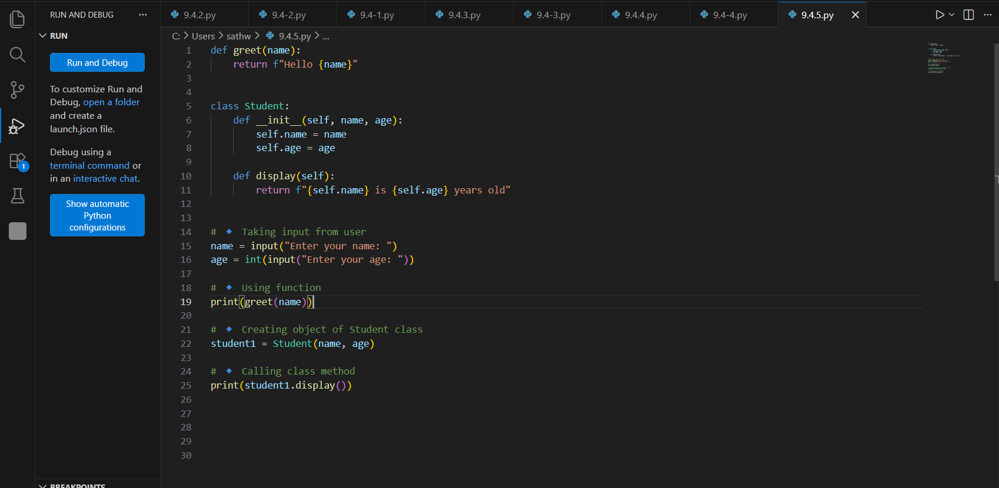 RUN AND DEBUG ...
9.4.2.py 9.4-2.py 9.4-1.py 9.4.3.py 9.4-3.py 9.4.4.py 9.4-4.py 9.4.5.py
RUN
Run and Debug
To customize Run and
Debug, open a folder
and create a
launch.json file.
Debug using a
terminal command or
in an interactive chat.
Show automatic
Python
configurations
BREAKPOINTS
1
C: > Users > sathw > 9.4.5.py > ...
1 def greet(name):
2     return f"Hello {name}"
3
4
5 class Student:
6     def __init__(self, name, age):
7         self.name = name
8         self.age = age
9
10     def display(self):
11         return f"{self.name} is {self.age} years old"
12
13
14 # 🔹 Taking input from user
15 name = input("Enter your name: ")
16 age = int(input("Enter your age: "))
17
18 # 🔹 Using function
19 print(greet(name))
20
21 # 🔹 Creating object of Student class
22 student1 = Student(name, age)
23
24 # 🔹 Calling class method
25 print(student1.display())
26
27
28
29
30